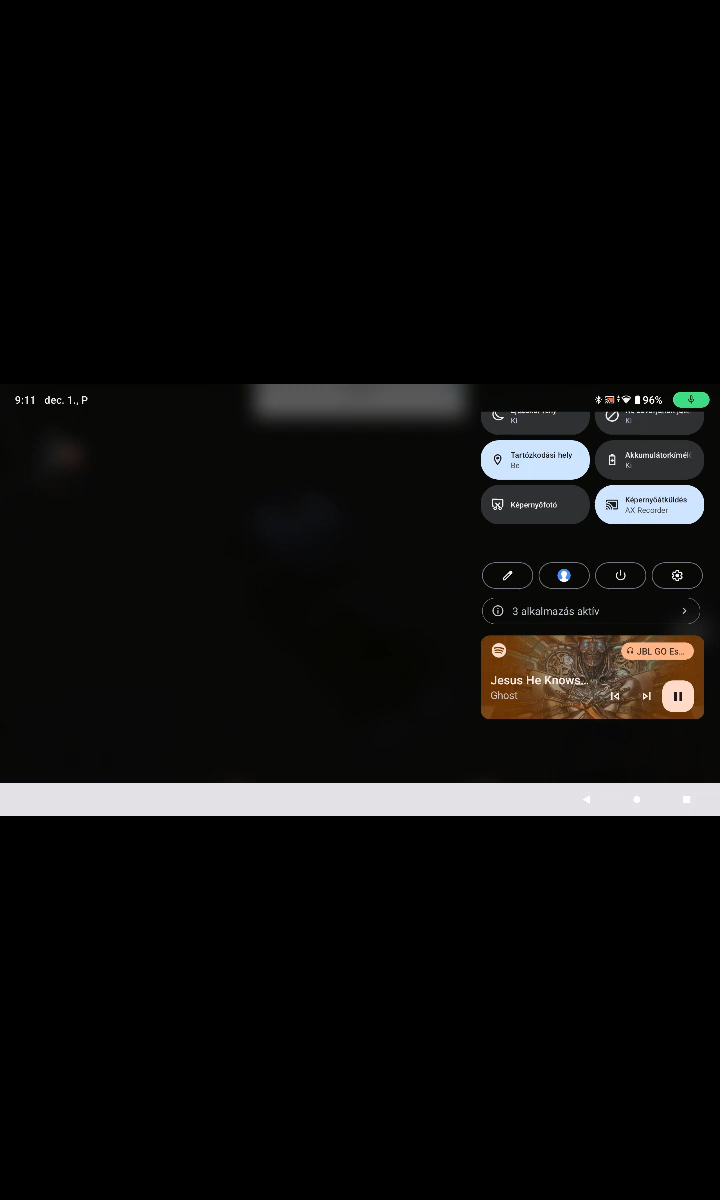 9:11 dec. 1., P
96%
Ki
Ki
Tartózkodási hely
Be
Akkumulátorkímél
Ki
Képernyőfotó
Képernyőátküldés
AX Recorder
3 alkalmazás aktív
JBL GO Es...
Jesus He Knows...
Ghost